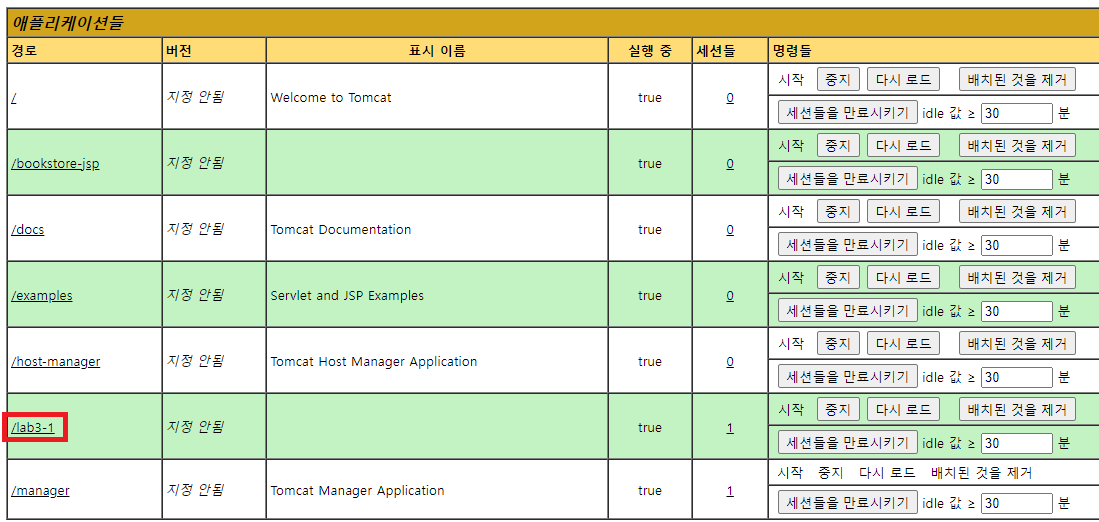 애플리케이션들
경로 버전 표시 이름 실행 중 세션들 명령들
/ 지정 안됨 Welcome to Tomcat true 0 시작 중지 다시 로드 배치된 것을 제거
세션들을 만료시키기 idle 값 ≥ 30 분
/bookstore-jsp 지정 안됨 true 0 시작 중지 다시 로드 배치된 것을 제거
세션들을 만료시키기 idle 값 ≥ 30 분
/docs 지정 안됨 Tomcat Documentation true 0 시작 중지 다시 로드 배치된 것을 제거
세션들을 만료시키기 idle 값 ≥ 30 분
/examples 지정 안됨 Servlet and JSP Examples true 0 시작 중지 다시 로드 배치된 것을 제거
세션들을 만료시키기 idle 값 ≥ 30 분
/host-manager 지정 안됨 Tomcat Host Manager Application true 0 시작 중지 다시 로드 배치된 것을 제거
세션들을 만료시키기 idle 값 ≥ 30 분
/lab3-1 지정 안됨 true 1 시작 중지 다시 로드 배치된 것을 제거
세션들을 만료시키기 idle 값 ≥ 30 분
/manager 지정 안됨 Tomcat Manager Application true 1 시작 중지 다시 로드 배치된 것을 제거
세션들을 만료시키기 idle 값 ≥ 30 분